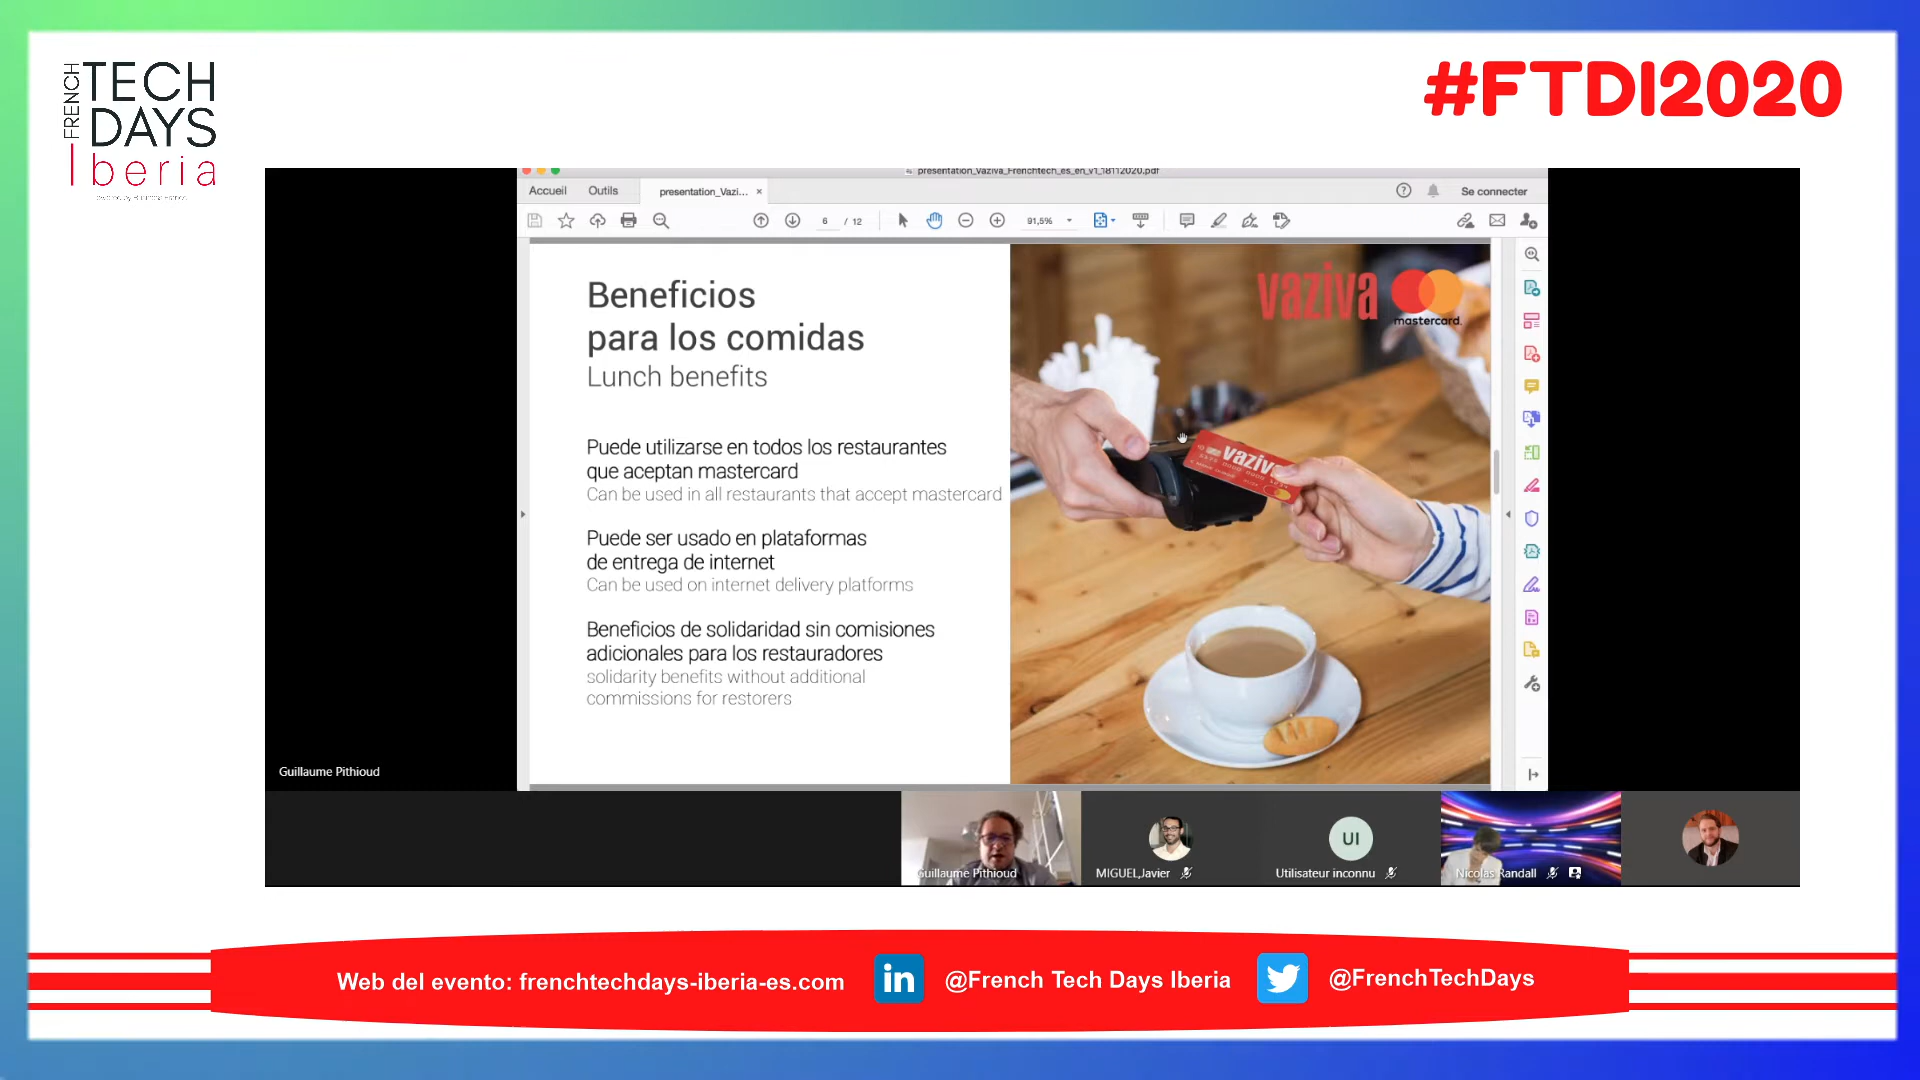 FRENCH
TECH
DAYS
Iberia
#FTDI2020
presentation_Vaziva_Frenchtech_es_en_v1_18112020.pdf
Accueil Outils presentation_Vazi... × Se connecter
6 / 12 91,5%
Beneficios
para los comidas
Lunch benefits
Puede utilizarse en todos los restaurantes
que aceptan mastercard
Can be used in all restaurants that accept mastercard
Puede ser usado en plataformas
de entrega de internet
Can be used on internet delivery platforms
Beneficios de solidaridad sin comisiones
adicionales para los restauradores
solidarity benefits without additional
commissions for restorers
vaziva
mastercard.
vaziva
Guillaume Pithioud
Guillaume Pithioud
MIGUEL,Javier
UI
Utilisateur inconnu
Nicolas Randall
Web del evento: frenchtechdays-iberia-es.com
in
@French Tech Days Iberia
@FrenchTechDays